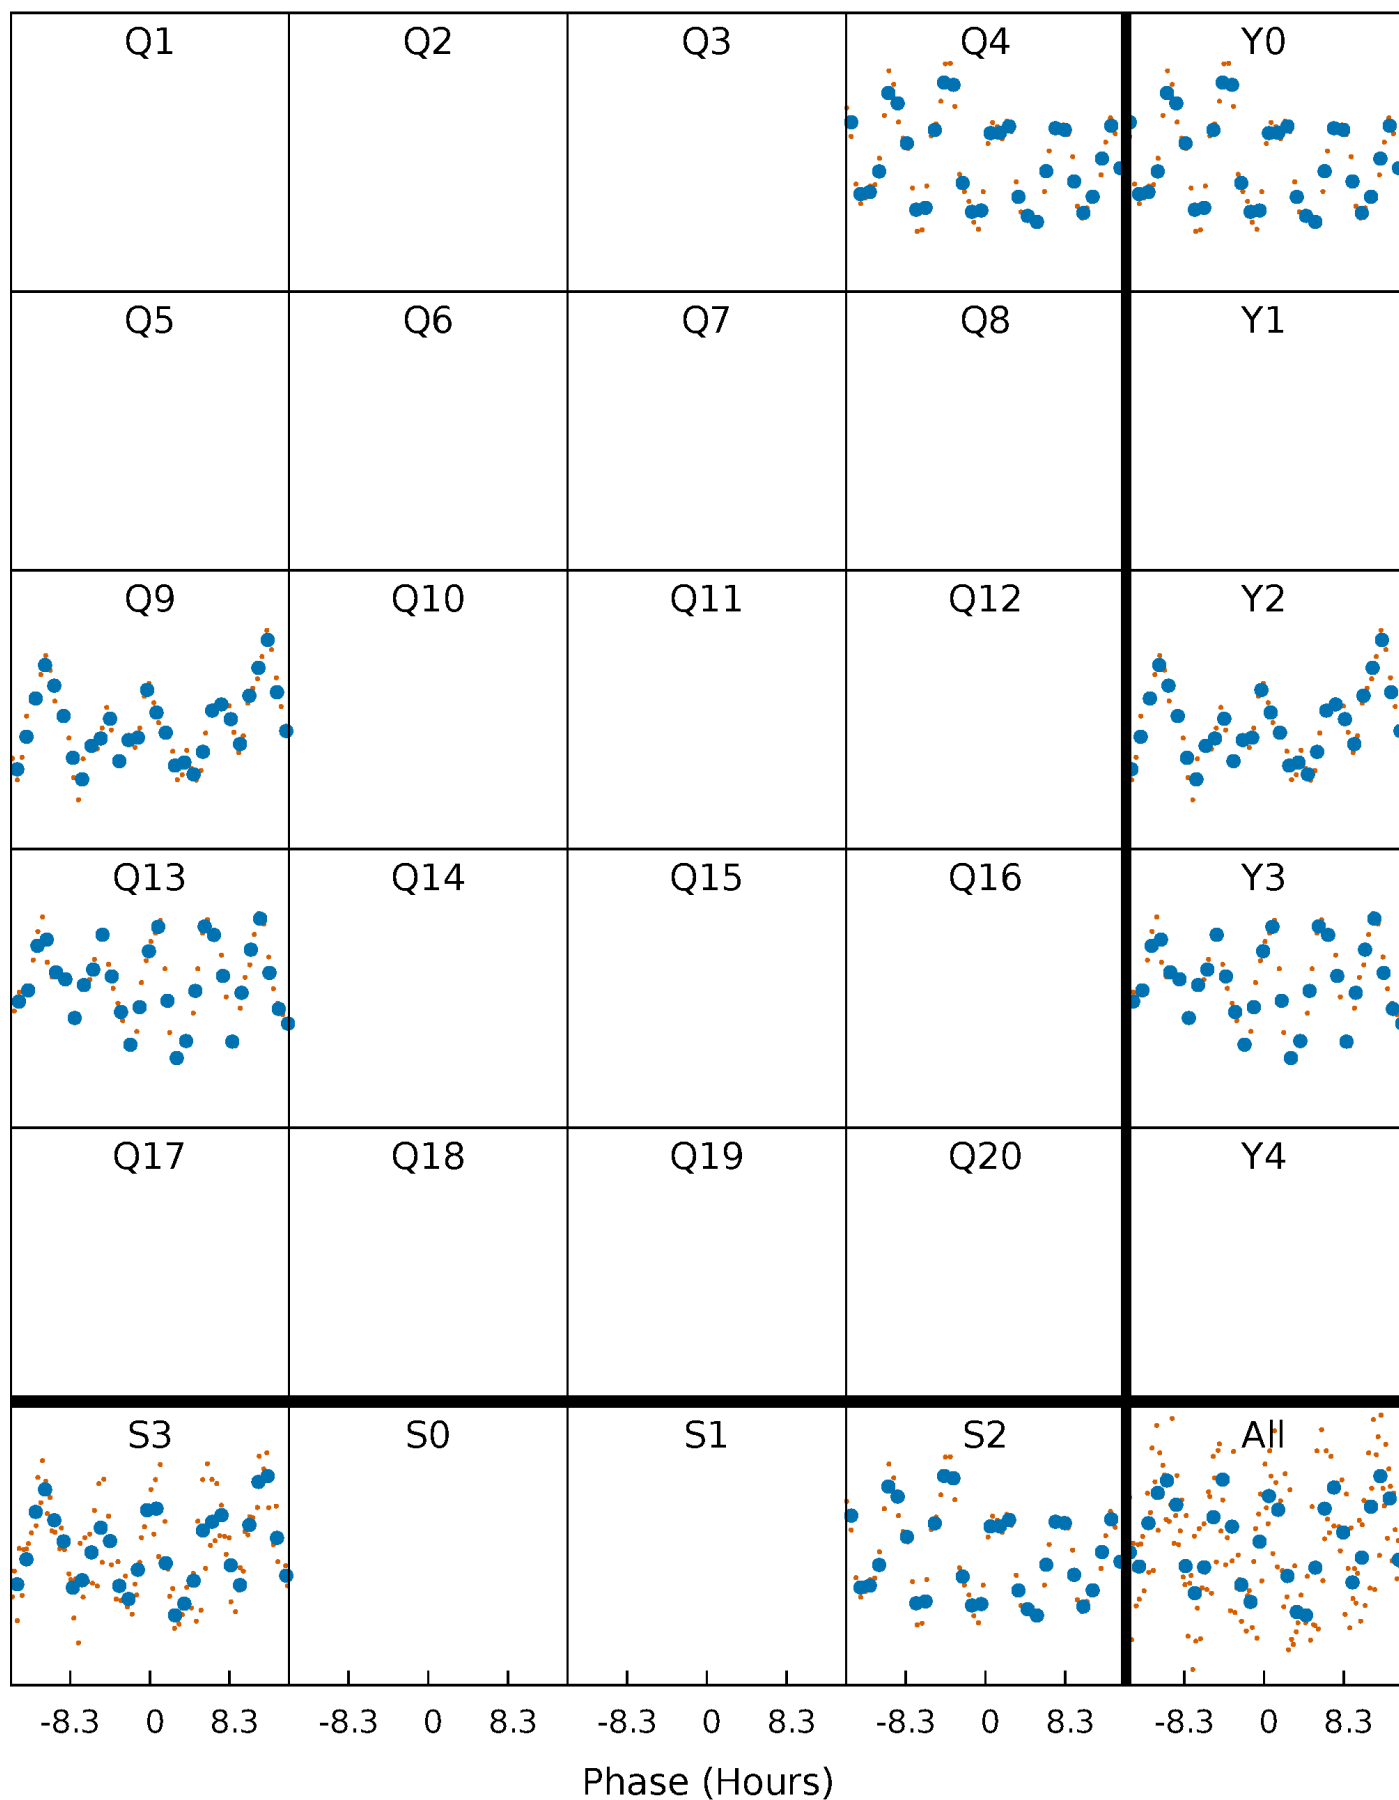 Q1 Q2 Q3 Q4 Y0
Q5 Q6 Q7 Q8 Y1
Q9 Q10 Q11 Q12 Y2
Q13 Q14 Q15 Q16 Y3
Q17 Q18 Q19 Q20 Y4
S3 S0 S1 S2 All
-8.3 0 8.3 -8.3 0 8.3 -8.3 0 8.3 -8.3 0 8.3 -8.3 0 8.3
Phase (Hours)